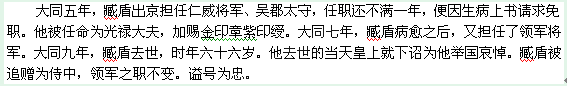 大同五年，臧盾出京担任仁威将军、吴郡太守，任职还不满一年，便因生病上书请求免
职。他被任命为光禄大夫，加赐金印章紫印绶。大同七年，臧盾病愈之后，又担任了领军将
军。大同九年，臧盾去世，时年六十六岁。他去世的当天皇上就下诏为他举国哀悼。臧盾被
追赠为侍中，领军之职不变。谥号为忠。